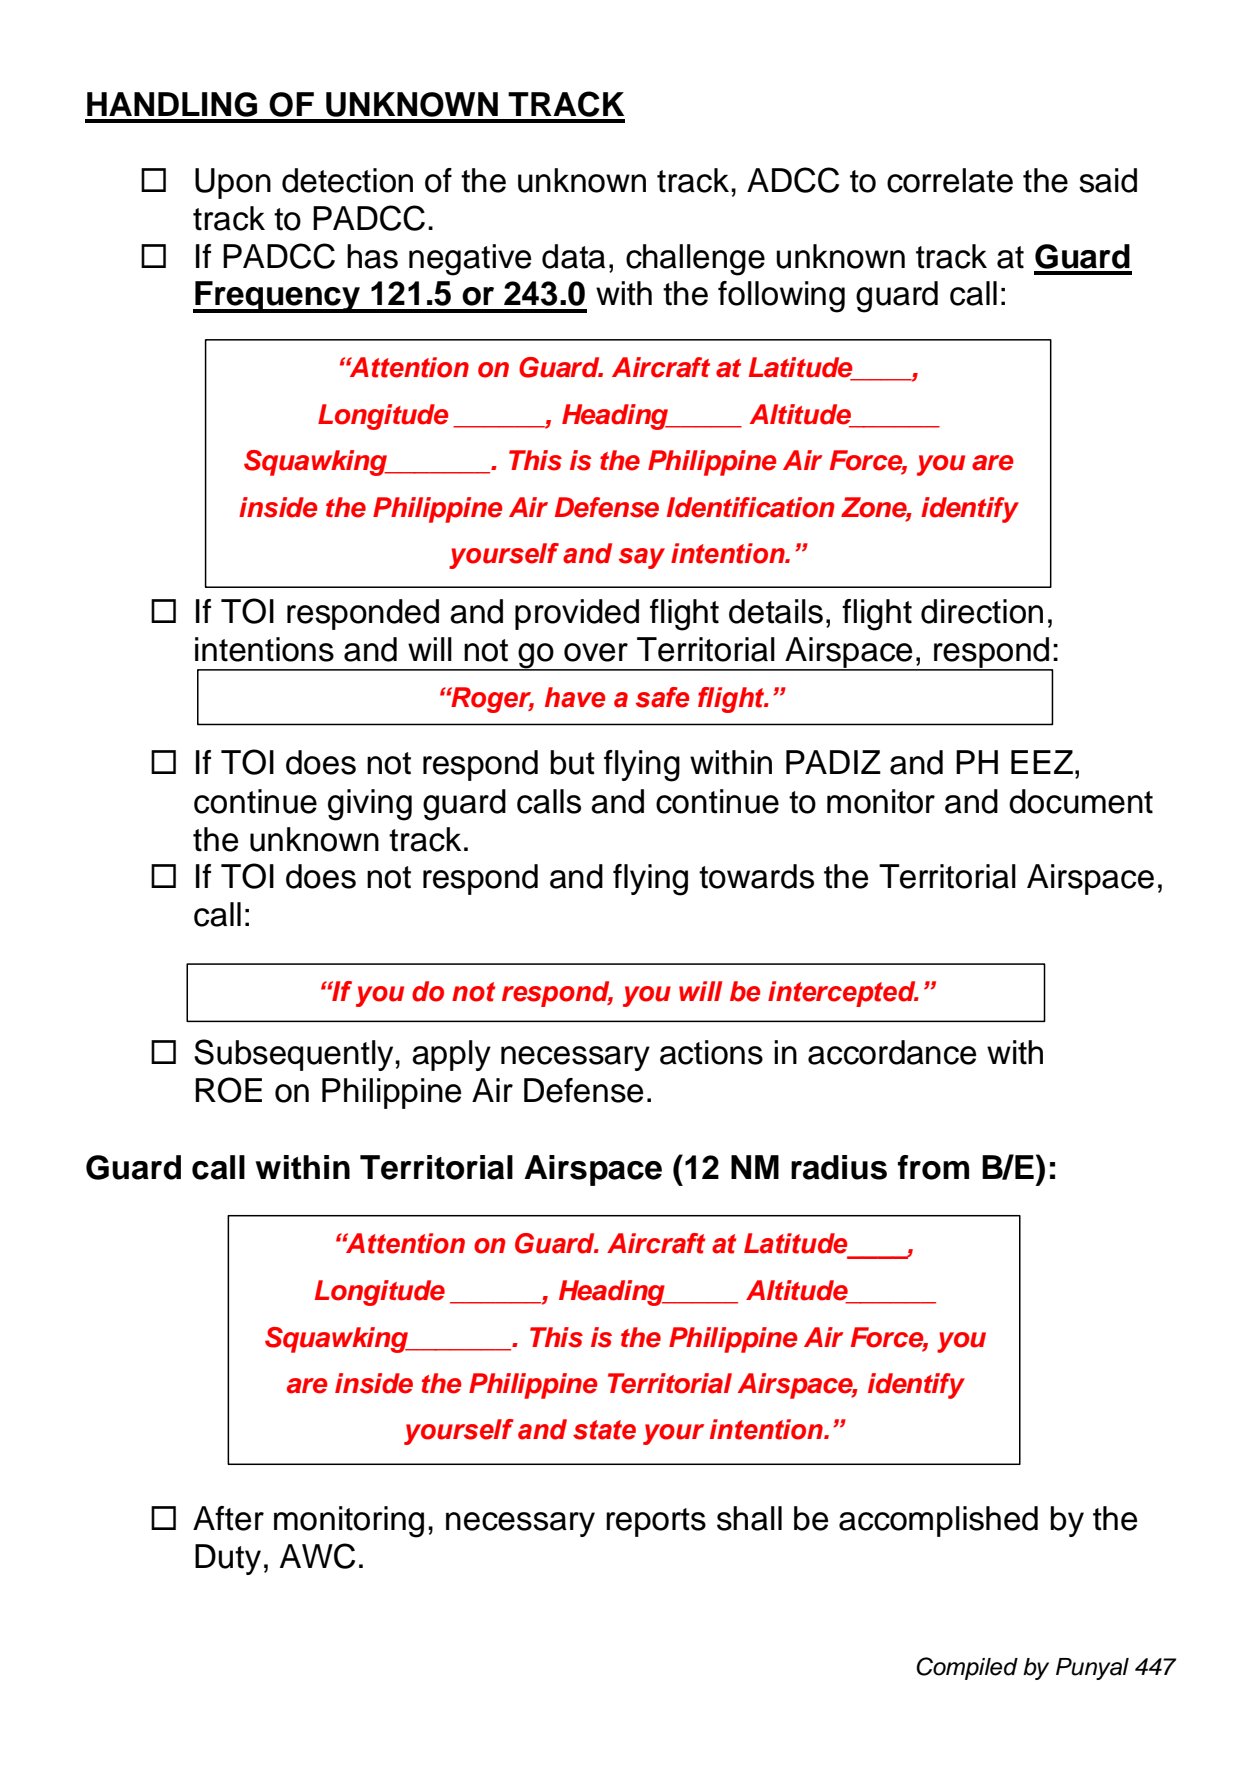 HANDLING OF UNKNOWN TRACK
☐ Upon detection of the unknown track, ADCC to correlate the said
track to PADCC.
☐ If PADCC has negative data, challenge unknown track at Guard
Frequency 121.5 or 243.0 with the following guard call:
“Attention on Guard. Aircraft at Latitude____,
Longitude ______, Heading_____ Altitude______
Squawking_______. This is the Philippine Air Force, you are
inside the Philippine Air Defense Identification Zone, identify
yourself and say intention.”
☐ If TOI responded and provided flight details, flight direction,
intentions and will not go over Territorial Airspace, respond:
“Roger, have a safe flight.”
☐ If TOI does not respond but flying within PADIZ and PH EEZ,
continue giving guard calls and continue to monitor and document
the unknown track.
☐ If TOI does not respond and flying towards the Territorial Airspace,
call:
“If you do not respond, you will be intercepted.”
☐ Subsequently, apply necessary actions in accordance with
ROE on Philippine Air Defense.
Guard call within Territorial Airspace (12 NM radius from B/E):
“Attention on Guard. Aircraft at Latitude____,
Longitude ______, Heading_____ Altitude______
Squawking_______. This is the Philippine Air Force, you
are inside the Philippine Territorial Airspace, identify
yourself and state your intention.”
☐ After monitoring, necessary reports shall be accomplished by the
Duty, AWC.
Compiled by Punyal 447